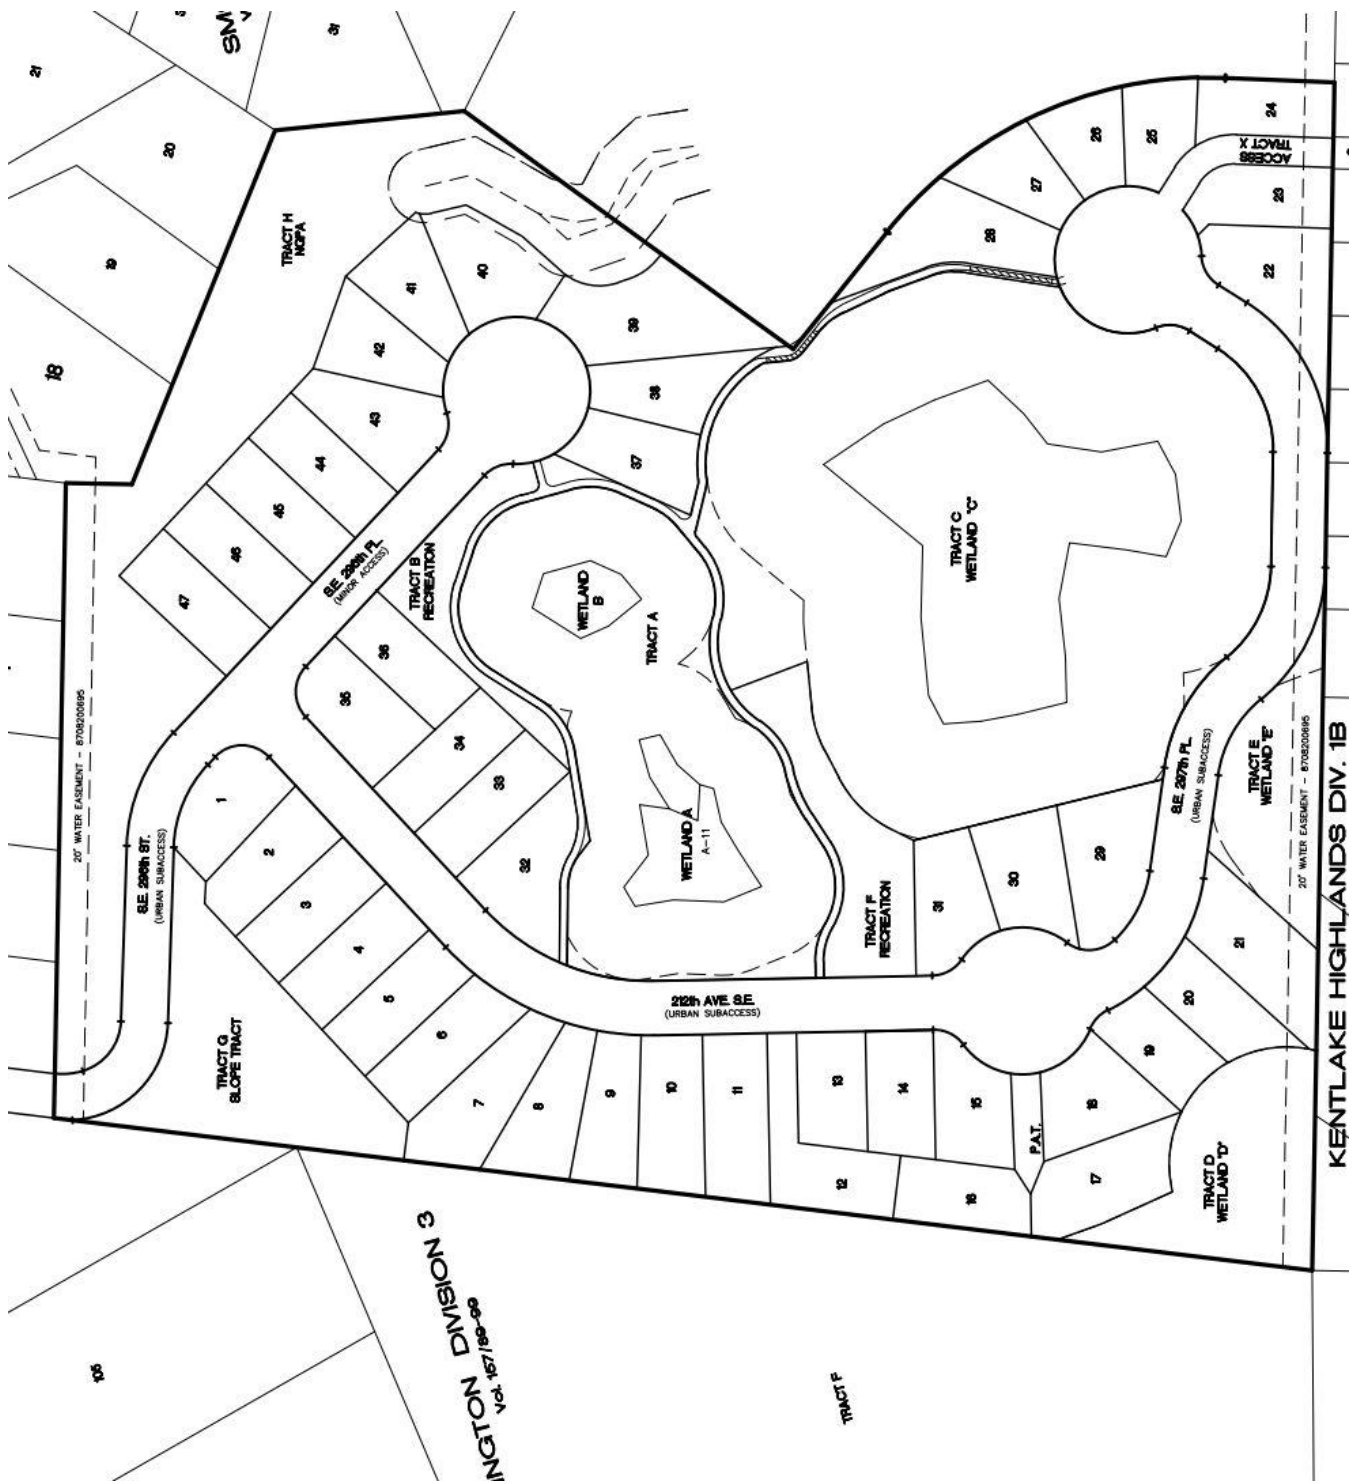 SM
31
21
20
19
18
TRACT H
NGPA
24
25
26
27
28
ACCESS
TRACT X
23
22
40
41
42
43
44
45
46
47
39
38
37
S.E. 296th PL.
(MINOR ACCESS)
TRACT B
RECREATION
WETLAND
B
TRACT A
TRACT C
WETLAND "C"
36
35
34
33
32
20' WATER EASEMENT - 8708200695
S.E. 296th ST.
(URBAN SUBACCESS)
1
2
3
4
5
6
7
8
9
10
11
WETLAND A
A-11
TRACT F
RECREATION
31
30
29
S.E. 297th PL.
(URBAN SUBACCESS)
TRACT E
WETLAND "E"
20' WATER EASEMENT - 8708200695
KENTLAKE HIGHLANDS DIV. 1B
212th AVE. S.E.
(URBAN SUBACCESS)
TRACT G
SLOPE TRACT
13
14
15
12
16
P.A.T.
17
18
19
20
21
TRACT D
WETLAND "D"
INGTON DIVISION 3
Vol. 157/89-99
105
TRACT F